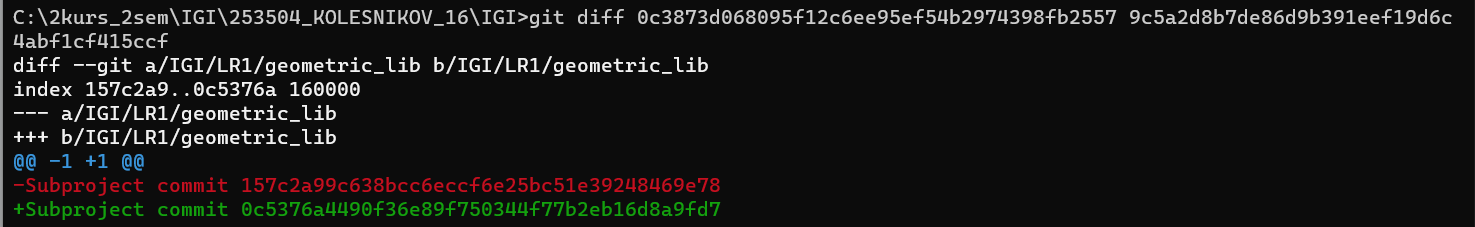 C:\2kurs_2sem\IGI\253504_KOLESNIKOV_16\IGI>git diff 0c3873d068095f12c6ee95ef54b2974398fb2557 9c5a2d8b7de86d9b391eef19d6c
4abf1cf415ccf
diff --git a/IGI/LR1/geometric_lib b/IGI/LR1/geometric_lib
index 157c2a9..0c5376a 160000
--- a/IGI/LR1/geometric_lib
+++ b/IGI/LR1/geometric_lib
@@ -1 +1 @@
-Subproject commit 157c2a99c638bcc6eccf6e25bc51e39248469e78
+Subproject commit 0c5376a4490f36e89f750344f77b2eb16d8a9fd7